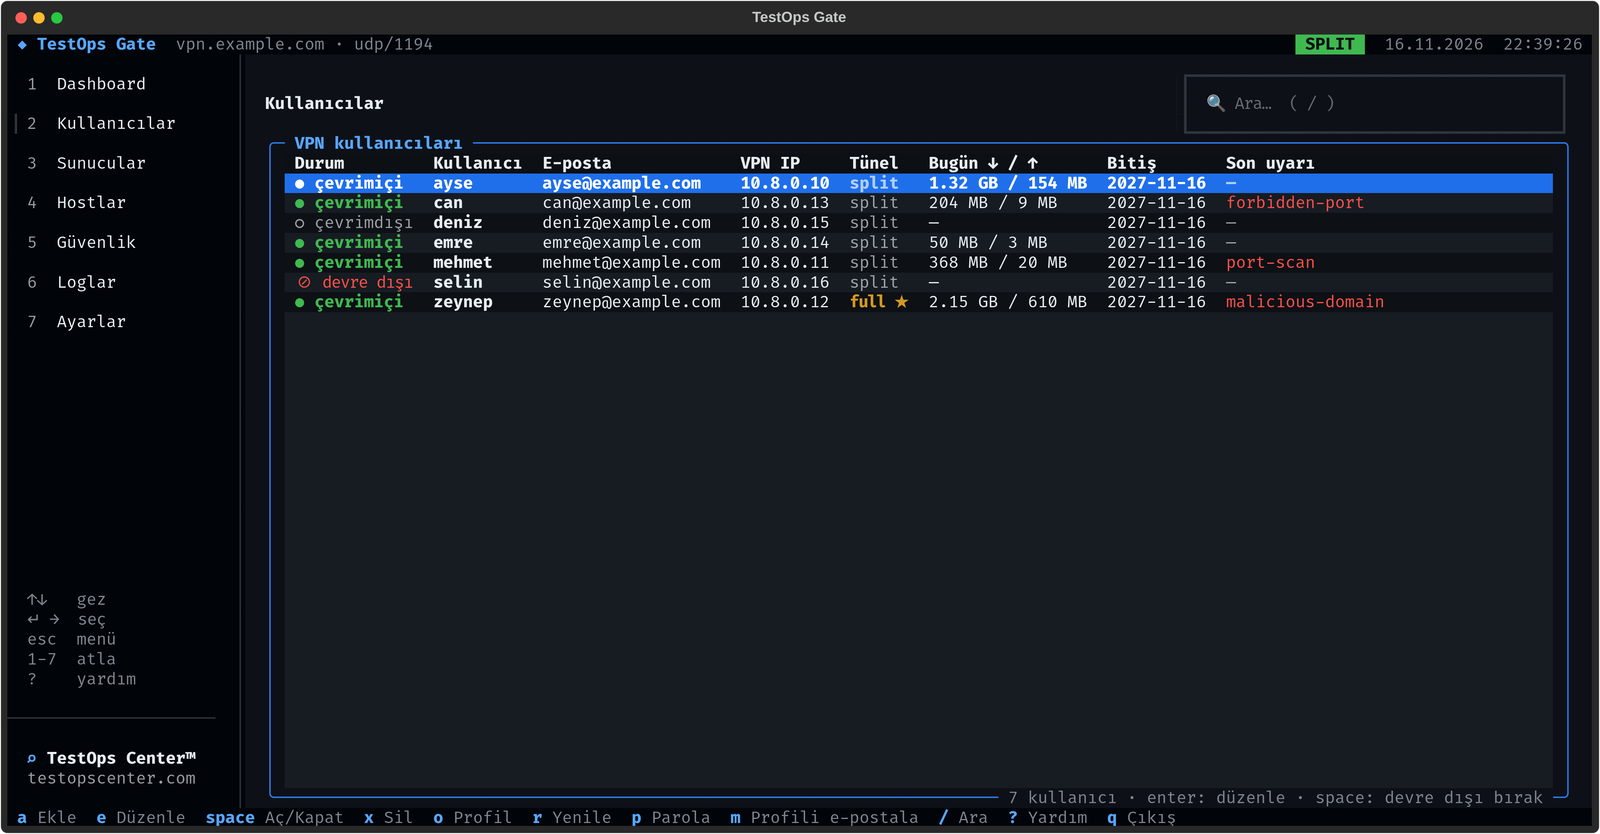 TestOps Gate
◆ TestOps Gate vpn.example.com · udp/1194 SPLIT 16.11.2026 22:39:26
1 Dashboard
2 Kullanıcılar
3 Sunucular
4 Hostlar
5 Güvenlik
6 Loglar
7 Ayarlar
↑↓ gez
↵ → seç
esc menü
1-7 atla
? yardım
⌕ TestOps Center™
testopscenter.com
Kullanıcılar
🔍 Ara… ( / )
VPN kullanıcıları
Durum Kullanıcı E-posta VPN IP Tünel Bugün ↓ / ↑ Bitiş Son uyarı
● çevrimiçi ayse ayse@example.com 10.8.0.10 split 1.32 GB / 154 MB 2027-11-16 —
● çevrimiçi can can@example.com 10.8.0.13 split 204 MB / 9 MB 2027-11-16 forbidden-port
○ çevrimdışı deniz deniz@example.com 10.8.0.15 split — 2027-11-16 —
● çevrimiçi emre emre@example.com 10.8.0.14 split 50 MB / 3 MB 2027-11-16 —
● çevrimiçi mehmet mehmet@example.com 10.8.0.11 split 368 MB / 20 MB 2027-11-16 port-scan
⊘ devre dışı selin selin@example.com 10.8.0.16 split — 2027-11-16 —
● çevrimiçi zeynep zeynep@example.com 10.8.0.12 full ★ 2.15 GB / 610 MB 2027-11-16 malicious-domain
7 kullanıcı · enter: düzenle · space: devre dışı bırak
a Ekle e Düzenle space Aç/Kapat x Sil o Profil r Yenile p Parola m Profili e-postala / Ara ? Yardım q Çıkış